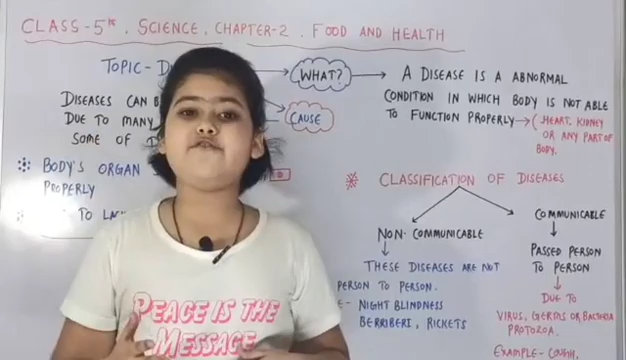 CLASS-5th. SCIENCE, CHAPTER-2. FOOD AND HEALTH
TOPIC-D
WHAT?
A DISEASE IS A ABNORMAL
CONDITION IN WHICH BODY IS NOT ABLE
TO FUNCTION PROPERLY
(HEART, KIDNEY
OR ANY PART OF
BODY.
DISEASES CAN B
DUE TO MANY
SOME OF
CAUSE
BODY'S ORGAN
PROPERLY
TO
CLASSIFICATION OF DISEASES
NON-COMMUNICABLE
THESE DISEASES ARE NOT
PERSON TO PERSON.
- NIGHT BLINDNESS
BERRIBERI, RICKETS
COMMUNICABLE
PASSED PERSON
TO PERSON
DUE TO
VIRUS, GERMS OR BACTERIA
PROTOZOA.
EXAMPLE- COUGH,
PEACE IS THE
MESSAGE